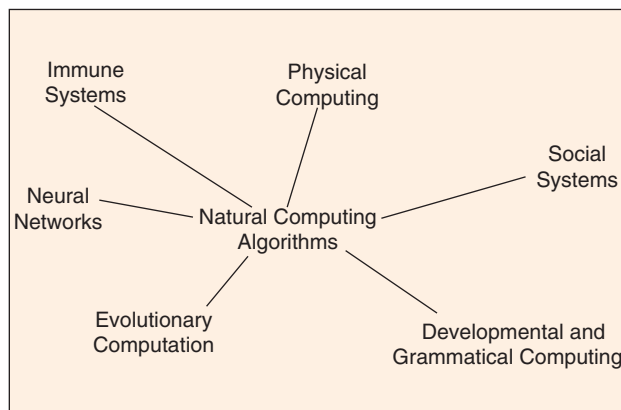 Immune
Systems
Physical
Computing
Social
Systems
Neural
Networks
Natural Computing
Algorithms
Evolutionary
Computation
Developmental and
Grammatical Computing